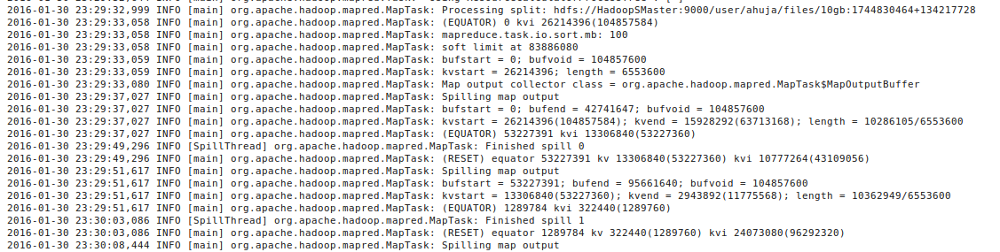 2016-01-30 23:29:32,999 INFO [main] org.apache.hadoop.mapred.MapTask: Processing split: hdfs://HadoopSMaster:9000/user/ahuja/files/10gb:1744830464+134217728
2016-01-30 23:29:33,058 INFO [main] org.apache.hadoop.mapred.MapTask: (EQUATOR) 0 kvi 26214396(104857584)
2016-01-30 23:29:33,058 INFO [main] org.apache.hadoop.mapred.MapTask: mapreduce.task.io.sort.mb: 100
2016-01-30 23:29:33,058 INFO [main] org.apache.hadoop.mapred.MapTask: soft limit at 83886080
2016-01-30 23:29:33,059 INFO [main] org.apache.hadoop.mapred.MapTask: bufstart = 0; bufvoid = 104857600
2016-01-30 23:29:33,059 INFO [main] org.apache.hadoop.mapred.MapTask: kvstart = 26214396; length = 6553600
2016-01-30 23:29:33,080 INFO [main] org.apache.hadoop.mapred.MapTask: Map output collector class = org.apache.hadoop.mapred.MapTask$MapOutputBuffer
2016-01-30 23:29:37,027 INFO [main] org.apache.hadoop.mapred.MapTask: Spilling map output
2016-01-30 23:29:37,027 INFO [main] org.apache.hadoop.mapred.MapTask: bufstart = 0; bufend = 42741647; bufvoid = 104857600
2016-01-30 23:29:37,027 INFO [main] org.apache.hadoop.mapred.MapTask: kvstart = 26214396(104857584); kvend = 15928292(63713168); length = 10286105/6553600
2016-01-30 23:29:37,027 INFO [main] org.apache.hadoop.mapred.MapTask: (EQUATOR) 53227391 kvi 13306840(53227360)
2016-01-30 23:29:49,296 INFO [SpillThread] org.apache.hadoop.mapred.MapTask: Finished spill 0
2016-01-30 23:29:49,296 INFO [main] org.apache.hadoop.mapred.MapTask: (RESET) equator 53227391 kv 13306840(53227360) kvi 10777264(43109056)
2016-01-30 23:29:51,617 INFO [main] org.apache.hadoop.mapred.MapTask: Spilling map output
2016-01-30 23:29:51,617 INFO [main] org.apache.hadoop.mapred.MapTask: bufstart = 53227391; bufend = 95661640; bufvoid = 104857600
2016-01-30 23:29:51,617 INFO [main] org.apache.hadoop.mapred.MapTask: kvstart = 13306840(53227360); kvend = 2943892(11775568); length = 10362949/6553600
2016-01-30 23:29:51,617 INFO [main] org.apache.hadoop.mapred.MapTask: (EQUATOR) 1289784 kvi 322440(1289760)
2016-01-30 23:30:03,086 INFO [SpillThread] org.apache.hadoop.mapred.MapTask: Finished spill 1
2016-01-30 23:30:03,086 INFO [main] org.apache.hadoop.mapred.MapTask: (RESET) equator 1289784 kv 322440(1289760) kvi 24073080(96292320)
2016-01-30 23:30:08,444 INFO [main] org.apache.hadoop.mapred.MapTask: Spilling map output